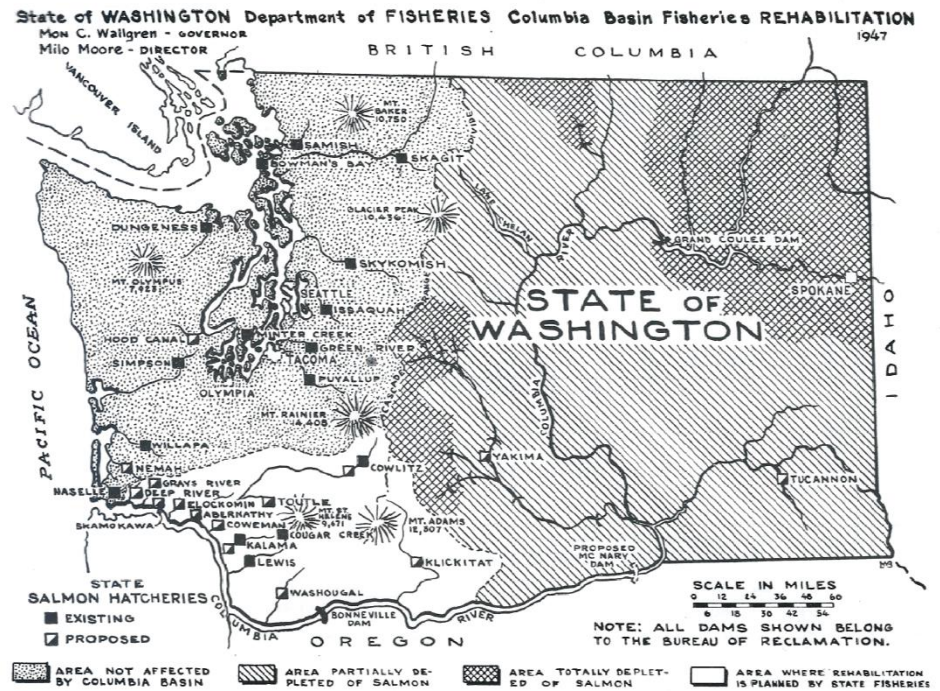 State of WASHINGTON Department of FISHERIES Columbia Basin Fisheries REHABILITATION
1947
MON C. Wallgren - GOVERNOR
Milo Moore - DIRECTOR
BRITISH COLUMBIA
VANCOUVER ISLAND
MT. BAKER 10,750
SAMISH
BOWMAN'S BAY
SKAGIT
GLACIER PEAK
10,436
LAKE CHELAN
DUNGENESS
RIVER
GRAND COULEE DAM
MT. OLYMPUS
SKYKOMISH
SPOKANE
SEATTLE
ISSAQUAH
STATE OF
WASHINGTON
HOOD CANAL
MINTER CREEK
GREEN RIVER
TACOMA
SIMPSON
PUYALLUP
OLYMPIA
MT. RAINIER
14,408
CASCADE
COLUMBIA
PACIFIC OCEAN
IDAHO
WILLAPA
NEMAH
COWLITZ
YAKIMA
TUCANNON
GRAYS RIVER
NASELLE
DEEP RIVER
ELOCKOMIN
TOUTLE
ABERNATHY
SKAMOKAWA
COWEMAN
MT. ST. HELENS
9,671
MT. ADAMS
12,307
COUGAR CREEK
KALAMA
LEWIS
KLICKITAT
PROPOSED
MC NARY
DAM
WASHOUGAL
BONNEVILLE
DAM
COLUMBIA RIVER
OREGON
STATE
SALMON HATCHERIES
EXISTING
PROPOSED
SCALE IN MILES
0 12 24 36 48 60
6 18 30 42 54
NOTE: ALL DAMS SHOWN BELONG
TO THE BUREAU OF RECLAMATION.
AREA NOT AFFECTED
BY COLUMBIA BASIN
AREA PARTIALLY DE-
PLETED OF SALMON
AREA TOTALLY DEPLET-
ED OF SALMON
AREA WHERE REHABILITATION
IS PLANNED BY STATE FISHERIES